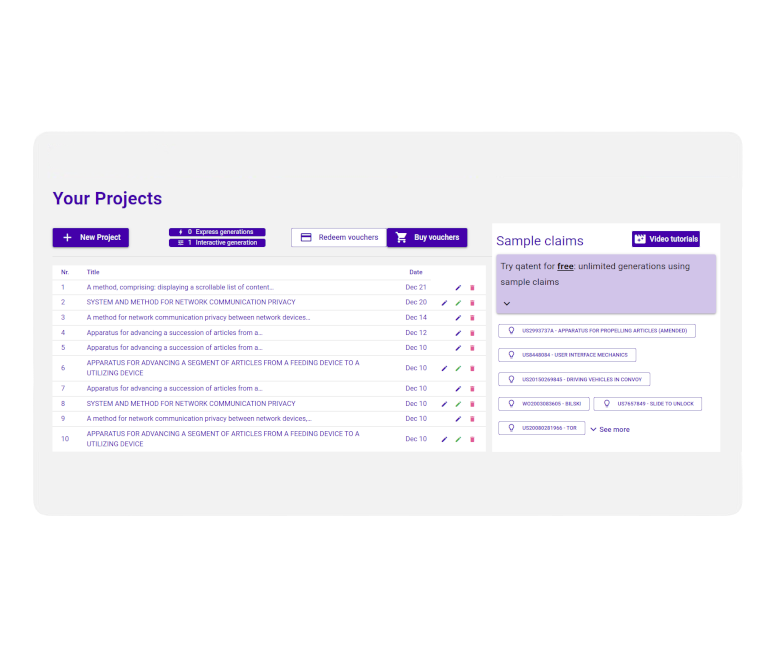 Your Projects
New Project
0 Express generations
1 Interactive generation
Redeem vouchers
Buy vouchers
Nr. Title Date
1 A method, comprising: displaying a scrollable list of content... Dec 21
2 SYSTEM AND METHOD FOR NETWORK COMMUNICATION PRIVACY Dec 20
3 A method for network communication privacy between network devices... Dec 14
4 Apparatus for advancing a succession of articles from a... Dec 12
5 Apparatus for advancing a succession of articles from a... Dec 10
6 APPARATUS FOR ADVANCING A SEGMENT OF ARTICLES FROM A FEEDING DEVICE TO A
UTILIZING DEVICE Dec 10
7 Apparatus for advancing a succession of articles from a... Dec 10
8 SYSTEM AND METHOD FOR NETWORK COMMUNICATION PRIVACY Dec 10
9 A method for network communication privacy between network devices,... Dec 10
10 APPARATUS FOR ADVANCING A SEGMENT OF ARTICLES FROM A FEEDING DEVICE TO A
UTILIZING DEVICE Dec 10
Sample claims
Video tutorials
Try qatent for free: unlimited generations using
sample claims
US2993737A - APPARATUS FOR PROPELLING ARTICLES (AMENDED)
US8448084 - USER INTERFACE MECHANICS
US20150269845 - DRIVING VEHICLES IN CONVOY
WO2003083605 - BILSKI
US7657849 - SLIDE TO UNLOCK
US20080281966 - TOR
See more